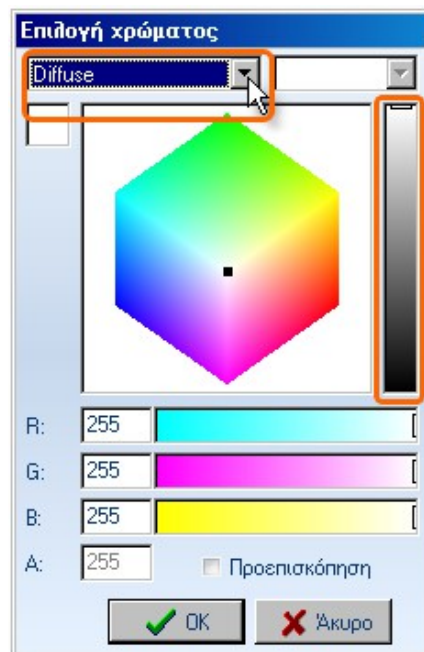 Επιλογή χρώματος
Diffuse
R: 255
G: 255
B: 255
A: 255 Προεπισκόπηση
OK Άκυρο